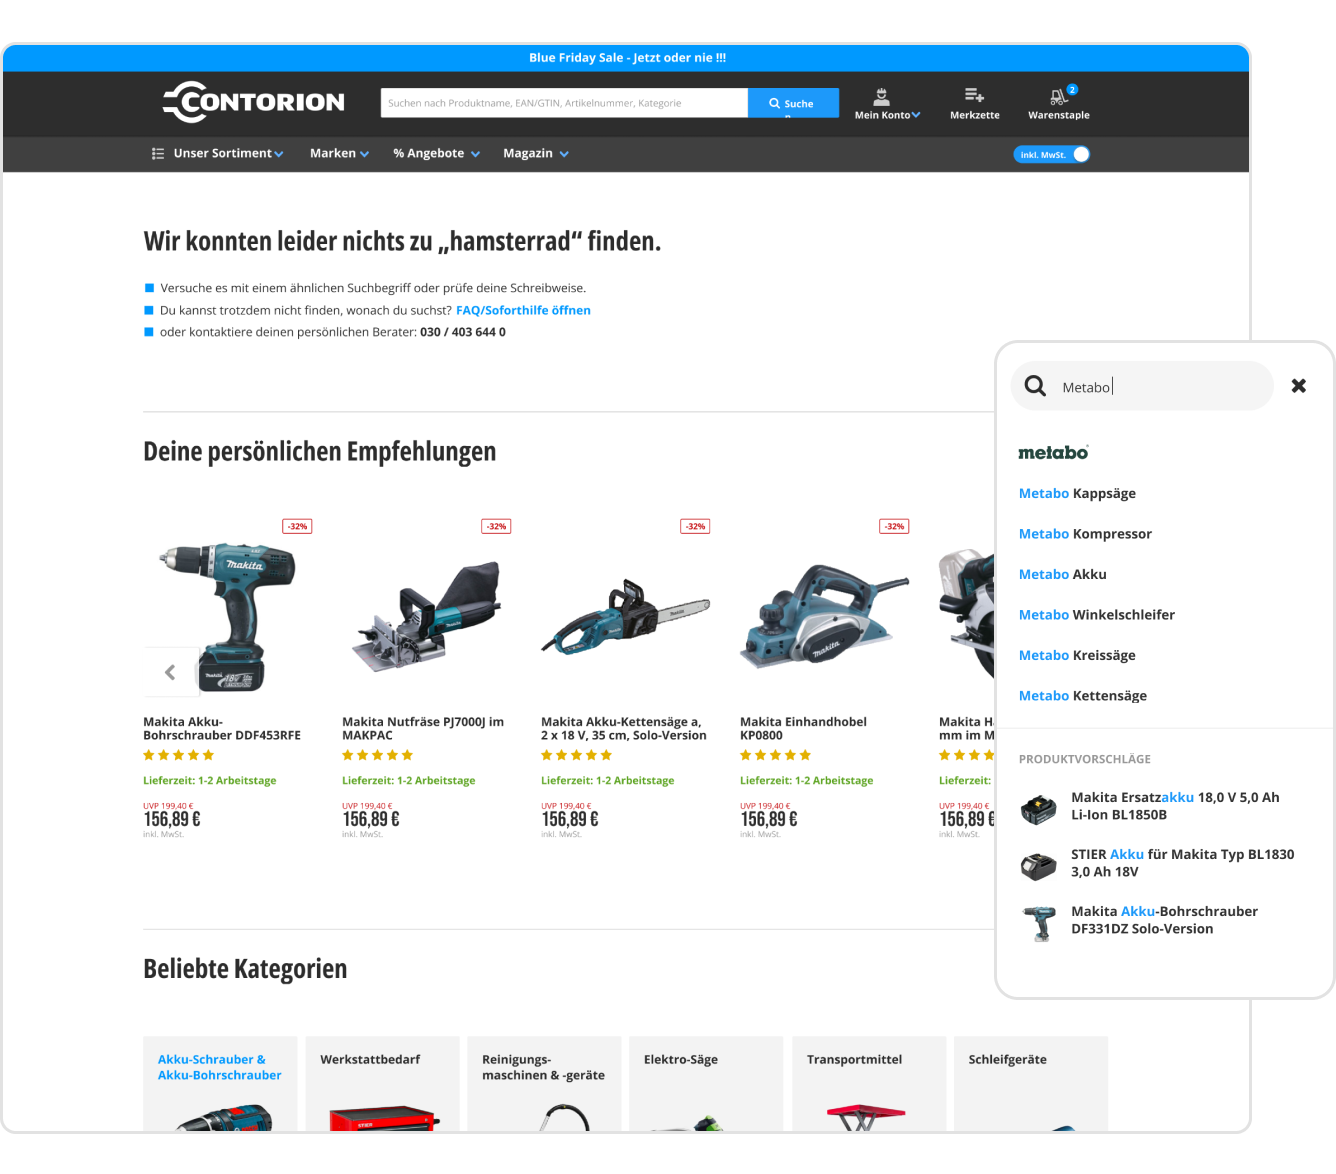 Blue Friday Sale - Jetzt oder nie !!!
CONTORION
Suchen nach Produktname, EAN/GTIN, Artikelnummer, Kategorie
Suche
Mein Konto
Merkzette
2
Warenstaple
Unser Sortiment
Marken
% Angebote
Magazin
inkl. MwSt.
Wir konnten leider nichts zu „hamsterrad“ finden.
Versuche es mit einem ähnlichen Suchbegriff oder prüfe deine Schreibweise.
Du kannst trotzdem nicht finden, wonach du suchst? FAQ/Soforthilfe öffnen
oder kontaktiere deinen persönlichen Berater: 030 / 403 644 0
Deine persönlichen Empfehlungen
-32%
-32%
-32%
-32%
Makita Akku-
Bohrschrauber DDF453RFE
Lieferzeit: 1-2 Arbeitstage
UVP 199,40 €
156,89 €
inkl. MwSt.
Makita Nutfräse PJ7000J im
MAKPAC
Lieferzeit: 1-2 Arbeitstage
UVP 199,40 €
156,89 €
inkl. MwSt.
Makita Akku-Kettensäge a,
2 x 18 V, 35 cm, Solo-Version
Lieferzeit: 1-2 Arbeitstage
UVP 199,40 €
156,89 €
inkl. MwSt.
Makita Einhandhobel
KP0800
Lieferzeit: 1-2 Arbeitstage
UVP 199,40 €
156,89 €
inkl. MwSt.
Makita H
mm im M
Lieferzeit:
UVP 199,40 €
156,89 €
inkl. MwSt.
Beliebte Kategorien
Akku-Schrauber &
Akku-Bohrschrauber
Werkstattbedarf
STIER
Reinigungs-
maschinen & -geräte
Elektro-Säge
Transportmittel
Schleifgeräte
Metabo
metabo
Metabo Kappsäge
Metabo Kompressor
Metabo Akku
Metabo Winkelschleifer
Metabo Kreissäge
Metabo Kettensäge
PRODUKTVORSCHLÄGE
Makita Ersatzakku 18,0 V 5,0 Ah
Li-Ion BL1850B
STIER Akku für Makita Typ BL1830
3,0 Ah 18V
Makita Akku-Bohrschrauber
DF331DZ Solo-Version